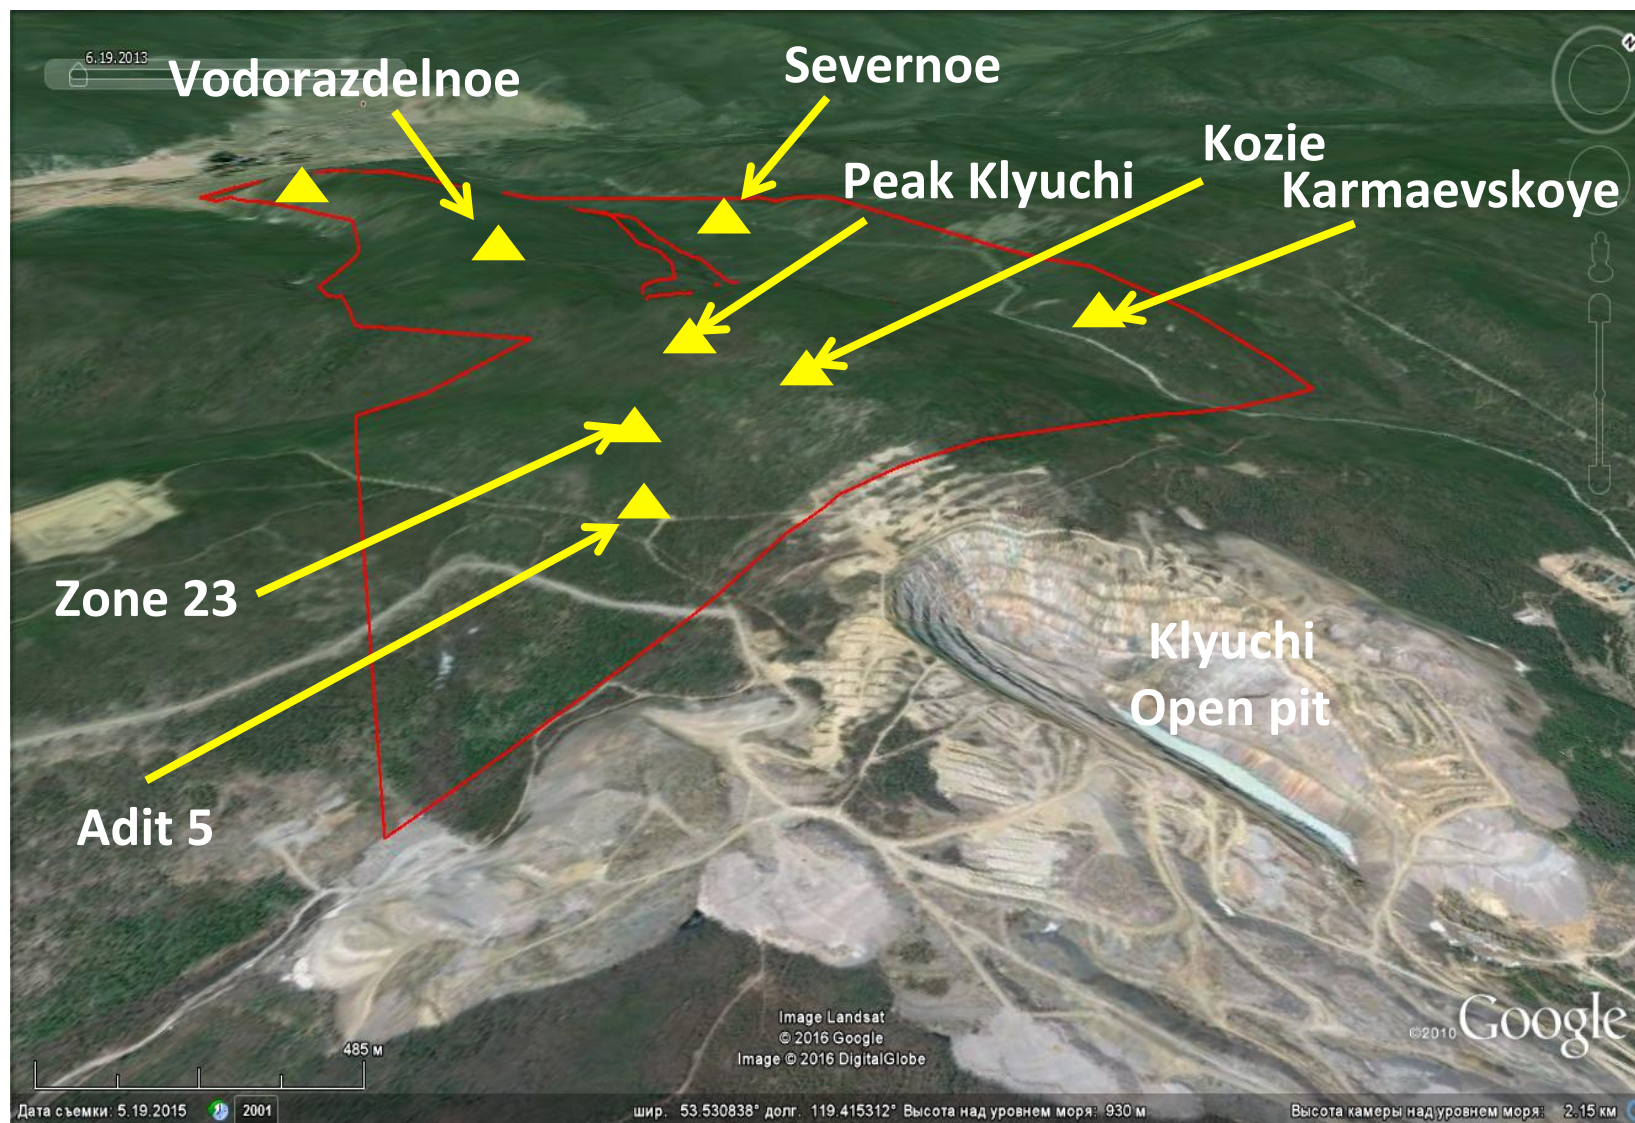 6.19.2013
Vodorazdelnoe
Severnoe
Kozie
Peak Klyuchi
Karmaevskoye
Zone 23
Klyuchi
Open pit
Adit 5
Image Landsat
© 2016 Google
Image © 2016 DigitalGlobe
©2010 Google
485 м
Дата съемки: 5.19.2015 2001 шир. 53.530838° долг. 119.415312° Высота над уровнем моря: 930 м Высота камеры над уровнем моря: 2.15 км
N